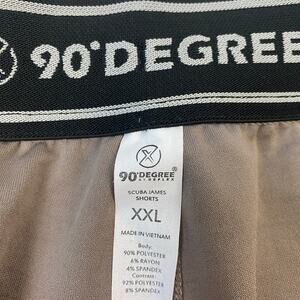 X 90°DEGREE
X
90°DEGREE®
BY REFLEX
SCUBA JAMES
SHORTS
XXL
MADE IN VIETNAM
Body:
90% POLYESTER
6% RAYON
4% SPANDEX
Contrast:
92% POLYESTER
8% SPANDEX